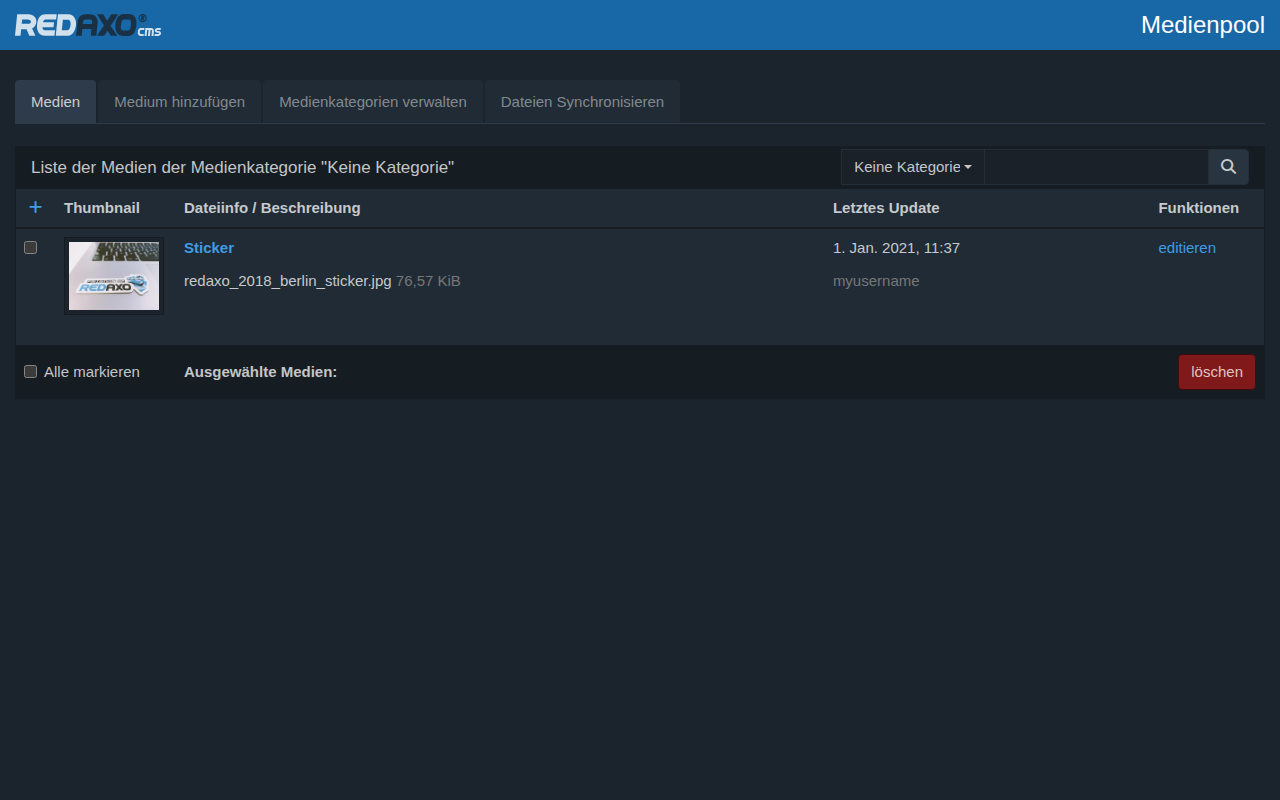 REDAXO® cms
Medienpool
Medien Medium hinzufügen Medienkategorien verwalten Dateien Synchronisieren
Liste der Medien der Medienkategorie "Keine Kategorie" Keine Kategorie
+ Thumbnail Dateiinfo / Beschreibung Letztes Update Funktionen
Sticker 1. Jan. 2021, 11:37 editieren
REDAXO
redaxo_2018_berlin_sticker.jpg 76,57 KiB myusername
Alle markieren Ausgewählte Medien: löschen